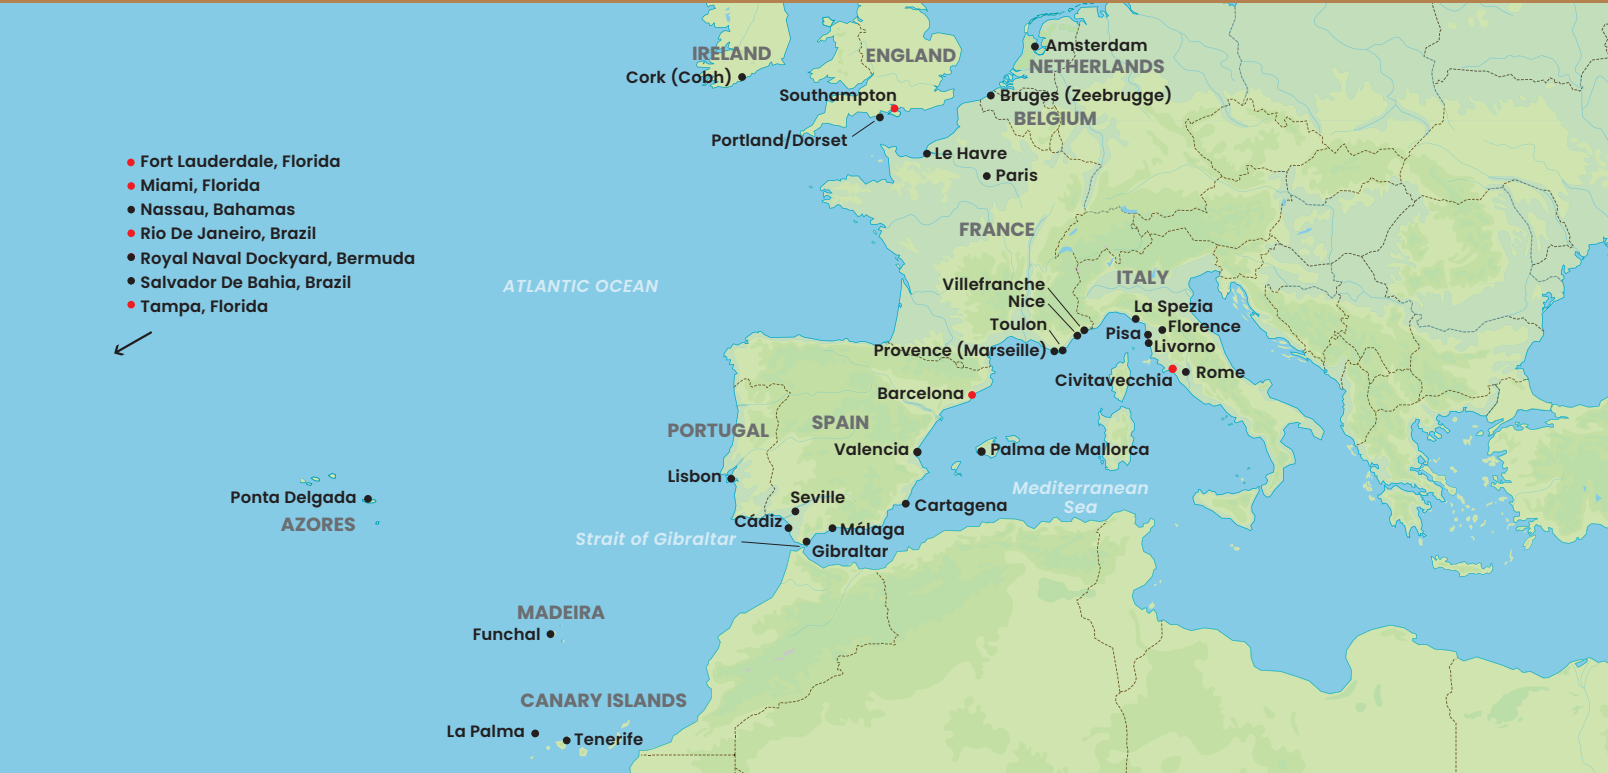 IRELAND
Cork (Cobh)
ENGLAND
Southampton
Portland/Dorset
Amsterdam
NETHERLANDS
Bruges (Zeebrugge)
BELGIUM
Le Havre
Paris
FRANCE
Fort Lauderdale, Florida
Miami, Florida
Nassau, Bahamas
Rio De Janeiro, Brazil
Royal Naval Dockyard, Bermuda
Salvador De Bahia, Brazil
Tampa, Florida
ATLANTIC OCEAN
Villefranche
Nice
Toulon
Provence (Marseille)
ITALY
La Spezia
Pisa
Florence
Livorno
Civitavecchia
Rome
Barcelona
SPAIN
PORTUGAL
Valencia
Palma de Mallorca
Lisbon
Mediterranean
Sea
Seville
Cartagena
Cádiz
Málaga
Strait of Gibraltar
Gibraltar
Ponta Delgada
AZORES
MADEIRA
Funchal
CANARY ISLANDS
La Palma
Tenerife